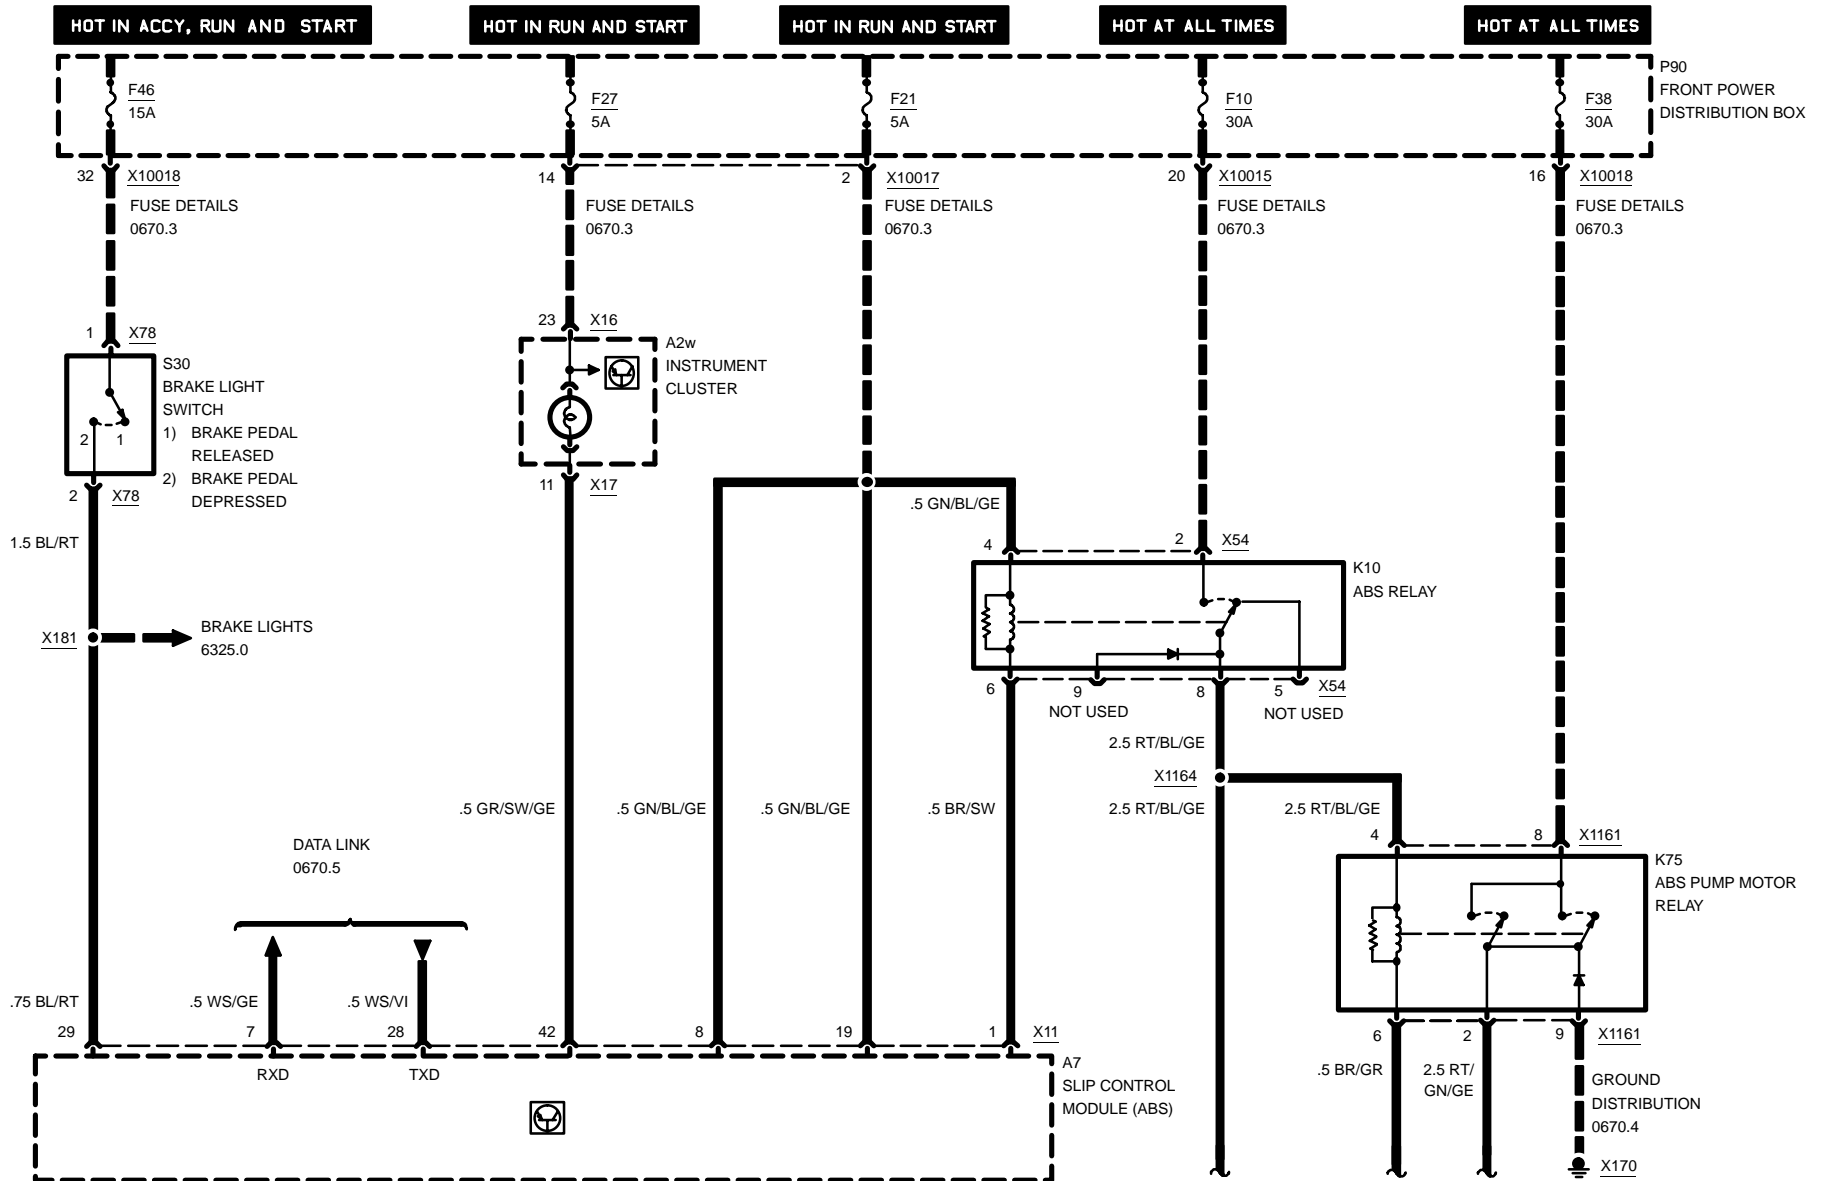 HOT IN ACCY, RUN AND START
HOT IN RUN AND START
HOT IN RUN AND START
HOT AT ALL TIMES
HOT AT ALL TIMES
P90
FRONT POWER
DISTRIBUTION BOX
F46
15A
F27
5A
F21
5A
F10
30A
F38
30A
32
X10018
14
2
X10017
20
X10015
16
X10018
FUSE DETAILS
0670.3
FUSE DETAILS
0670.3
FUSE DETAILS
0670.3
FUSE DETAILS
0670.3
FUSE DETAILS
0670.3
1
X78
S30
BRAKE LIGHT
SWITCH
1) BRAKE PEDAL
RELEASED
2) BRAKE PEDAL
DEPRESSED
2
1
2
X78
23
X16
A2w
INSTRUMENT
CLUSTER
11
X17
1.5 BL/RT
.5 GN/BL/GE
4
2
X54
K10
ABS RELAY
X181
BRAKE LIGHTS
6325.0
6
9
8
5
X54
NOT USED
NOT USED
2.5 RT/BL/GE
X1164
.5 GR/SW/GE
.5 GN/BL/GE
.5 GN/BL/GE
.5 BR/SW
2.5 RT/BL/GE
2.5 RT/BL/GE
4
8
X1161
K75
ABS PUMP MOTOR
RELAY
DATA LINK
0670.5
.75 BL/RT
.5 WS/GE
.5 WS/VI
29
7
28
42
8
19
1
X11
RXD
TXD
A7
SLIP CONTROL
MODULE (ABS)
6
2
9
X1161
.5 BR/GR
2.5 RT/
GN/GE
GROUND
DISTRIBUTION
0670.4
X170